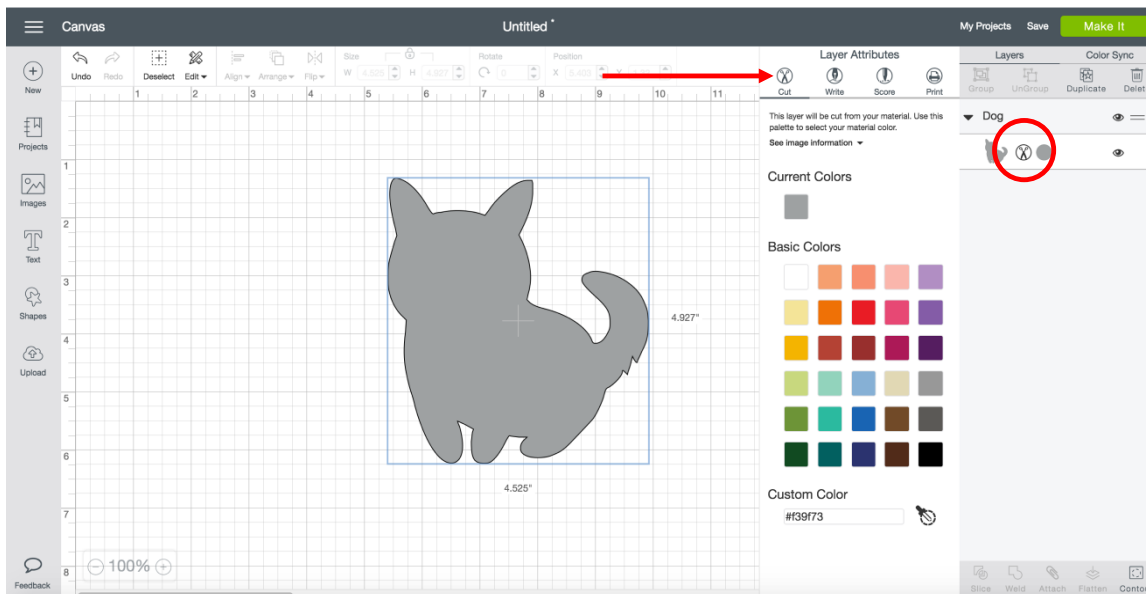 Canvas
Untitled *
My Projects Save Make It
New
Projects
Images
Text
Shapes
Upload
Feedback
Undo Redo Deselect Edit Align Arrange Flip
Size
W 4.525 H 4.927
Rotate
0
Position
X 5.403
1 2 3 4 5 6 7 8 9 10 11
1
2
3
4
5
6
7
8
4.927"
4.525"
100%
Layer Attributes
Cut Write Score Print
This layer will be cut from your material. Use this
palette to select your material color.
See image information
Current Colors
Basic Colors
Custom Color
#f39f73
Layers Color Sync
Group UnGroup Duplicate Delet
Dog
Slice Weld Attach Flatten Conto